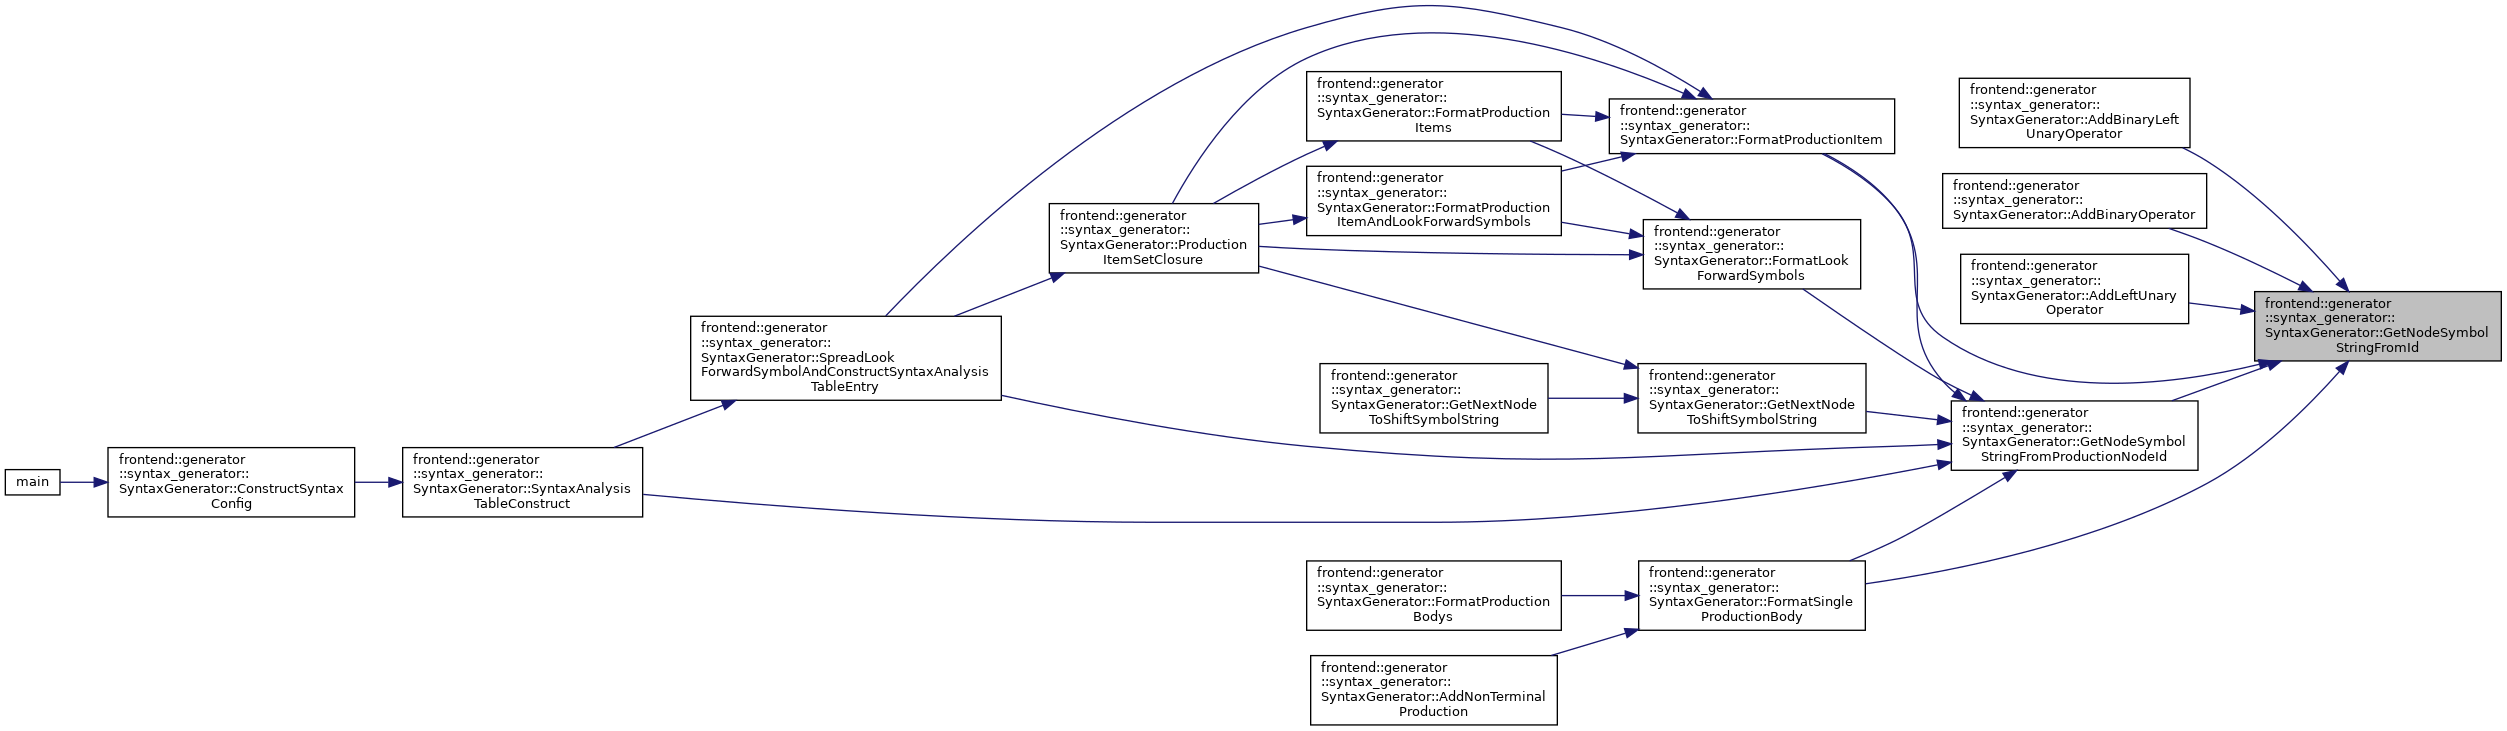 main
frontend::generator
::syntax_generator::
SyntaxGenerator::ConstructSyntax
Config
frontend::generator
::syntax_generator::
SyntaxGenerator::SyntaxAnalysis
TableConstruct
frontend::generator
::syntax_generator::
SyntaxGenerator::SpreadLook
ForwardSymbolAndConstructSyntaxAnalysis
TableEntry
frontend::generator
::syntax_generator::
SyntaxGenerator::Production
ItemSetClosure
frontend::generator
::syntax_generator::
SyntaxGenerator::FormatProduction
Items
frontend::generator
::syntax_generator::
SyntaxGenerator::FormatProduction
ItemAndLookForwardSymbols
frontend::generator
::syntax_generator::
SyntaxGenerator::GetNextNode
ToShiftSymbolString
frontend::generator
::syntax_generator::
SyntaxGenerator::FormatProduction
Bodys
frontend::generator
::syntax_generator::
SyntaxGenerator::AddNonTerminal
Production
frontend::generator
::syntax_generator::
SyntaxGenerator::FormatProductionItem
frontend::generator
::syntax_generator::
SyntaxGenerator::FormatLook
ForwardSymbols
frontend::generator
::syntax_generator::
SyntaxGenerator::GetNextNode
ToShiftSymbolString
frontend::generator
::syntax_generator::
SyntaxGenerator::FormatSingle
ProductionBody
frontend::generator
::syntax_generator::
SyntaxGenerator::AddBinaryLeft
UnaryOperator
frontend::generator
::syntax_generator::
SyntaxGenerator::AddBinaryOperator
frontend::generator
::syntax_generator::
SyntaxGenerator::AddLeftUnary
Operator
frontend::generator
::syntax_generator::
SyntaxGenerator::GetNodeSymbol
StringFromProductionNodeId
frontend::generator
::syntax_generator::
SyntaxGenerator::GetNodeSymbol
StringFromId